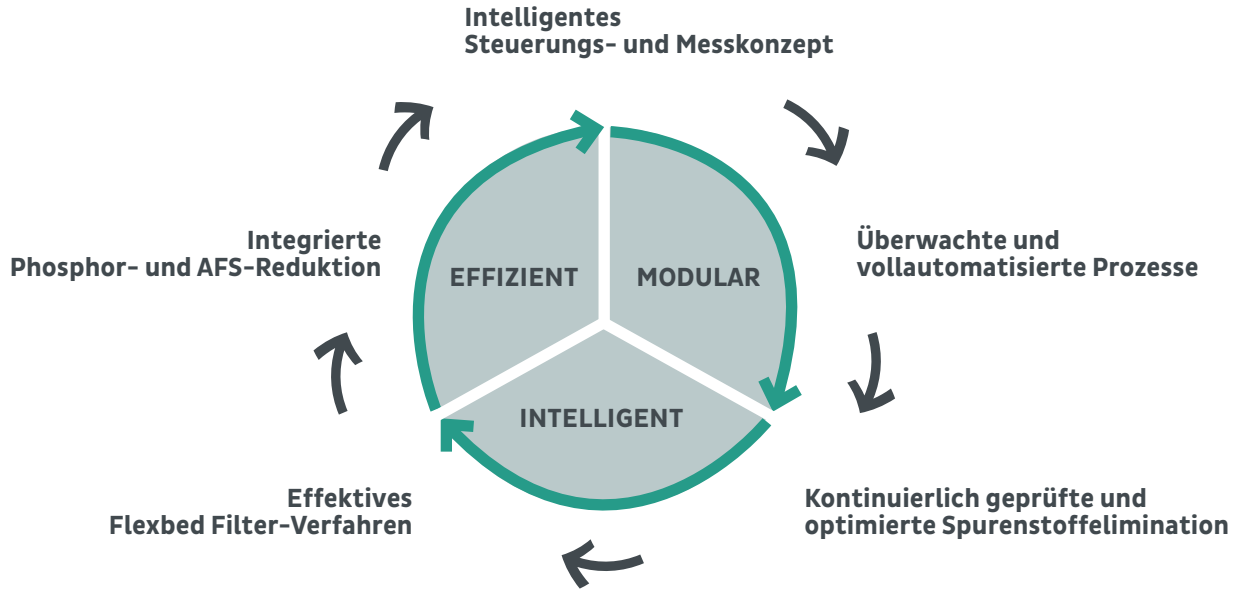 Intelligentes
Steuerungs- und Messkonzept
Integrierte
Phosphor- und AFS-Reduktion
Überwachte und
vollautomatisierte Prozesse
EFFIZIENT
MODULAR
INTELLIGENT
Effektives
Flexbed Filter-Verfahren
Kontinuierlich geprüfte und
optimierte Spurenstoffelimination